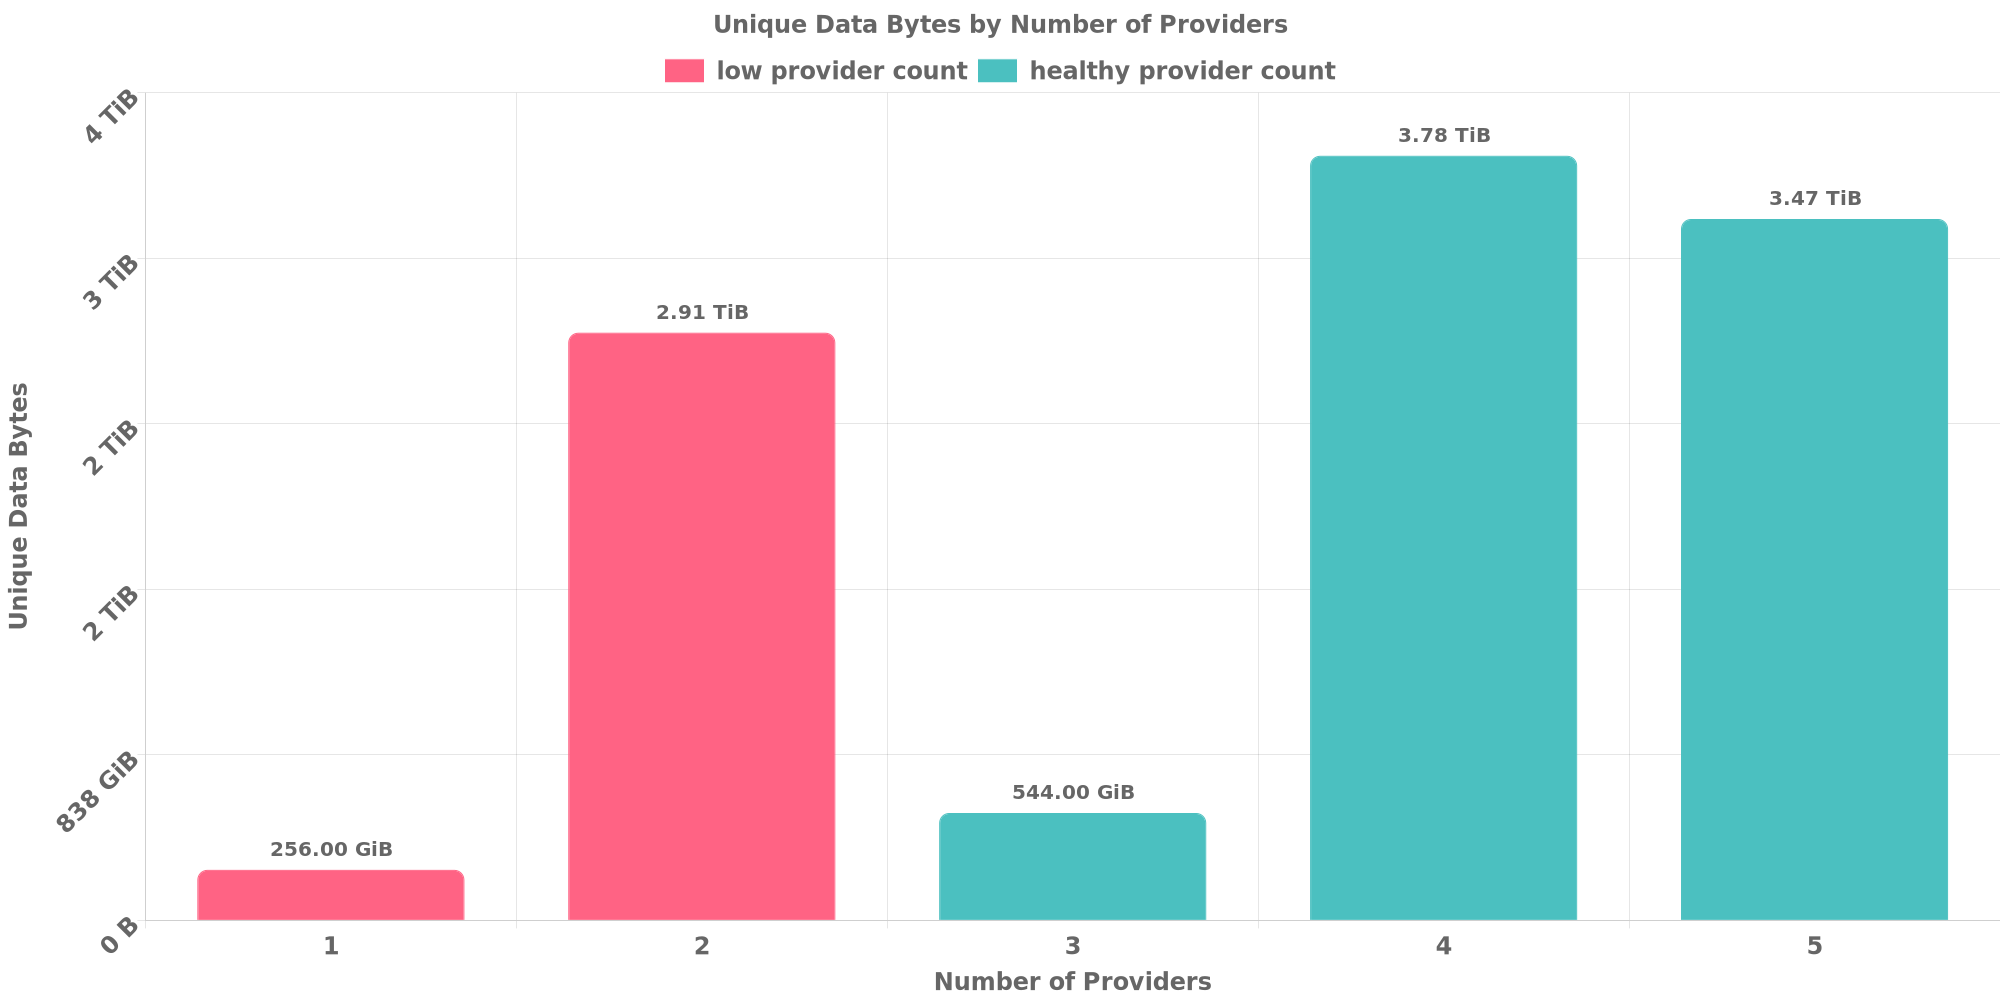 Unique Data Bytes by Number of Providers
low provider count healthy provider count
4 TiB
3 TiB
2 TiB
2 TiB
838 GiB
0 B
Unique Data Bytes
256.00 GiB
2.91 TiB
544.00 GiB
3.78 TiB
3.47 TiB
1 2 3 4 5
Number of Providers